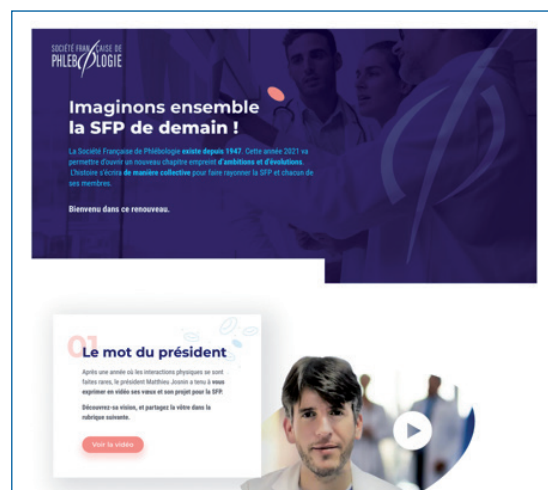 SOCIÉTÉ FRANÇAISE DE
PHLEBOLOGIE
Imaginons ensemble
la SFP de demain !
La Société Française de Phlébologie existe depuis 1947. Cette année 2021 va
permettre d'ouvrir un nouveau chapitre empreint d'ambitions et d'évolutions.
L'histoire s'écrira de manière collective pour faire rayonner la SFP et chacun de
ses membres.
Bienvenu dans ce renouveau.
01
Le mot du président
Après une année où les interactions physiques se sont
faites rares, le président Matthieu Josnin a tenu à vous
exprimer en vidéo ses vœux et son projet pour la SFP.
Découvrez-sa vision, et partagez la vôtre dans la
rubrique suivante.
Voir la vidéo